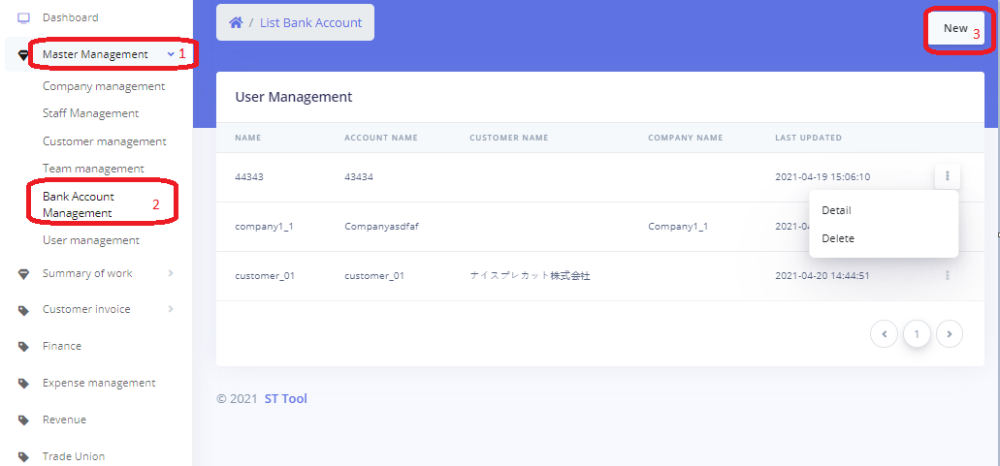 Dashboard
Master Management 1
Company management
Staff Management
Customer management
Team management
Bank Account
Management
2
User management
Summary of work
Customer invoice
Finance
Expense management
Revenue
Trade Union
/ List Bank Account
New 3
User Management
NAME ACCOUNT NAME CUSTOMER NAME COMPANY NAME LAST UPDATED
44343 43434 2021-04-19 15:06:10
Detail
Delete
company1_1 Companyasdfaf Company1_1 2021-04
customer_01 customer_01 ナイスプレカット株式会社 2021-04-20 14:44:51
1
© 2021 ST Tool